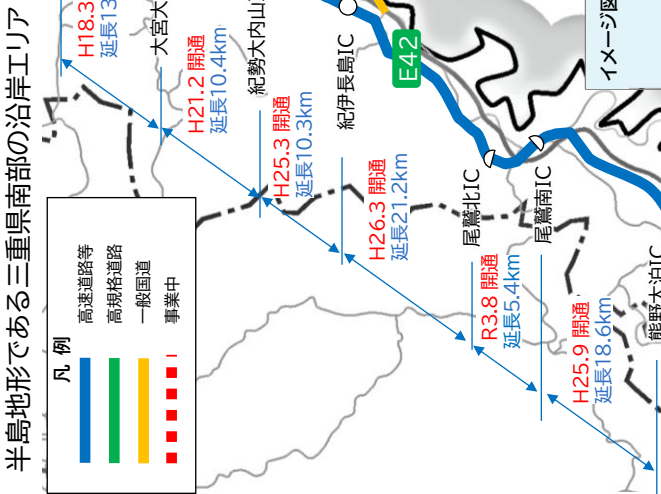 半島地形である三重県南部の沿岸エリア
凡 例
高速道路等
高規格道路
一般国道
事業中
H18.3
延長13
大宮大
H21.2 開通
延長10.4km
紀勢大内山
H25.3 開通
延長10.3km
紀伊長島IC
H26.3 開通
延長21.2km
尾鷲北IC
R3.8 開通
延長5.4km
尾鷲南IC
H25.9 開通
延長18.6km
熊野大泊IC
E42
イメージ図